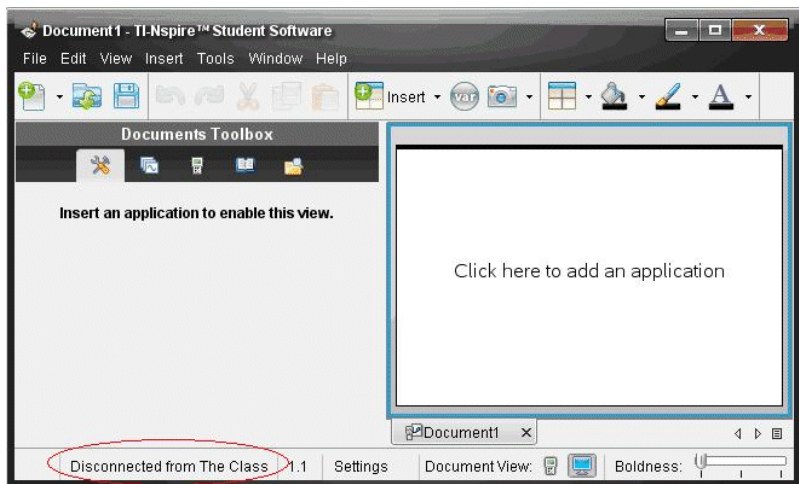 Document1 - TI-Nspire™ Student Software
File Edit View Insert Tools Window Help
Insert var A
Documents Toolbox
Insert an application to enable this view.
Click here to add an application
Document1
Disconnected from The Class 1.1 Settings Document View: Boldness: